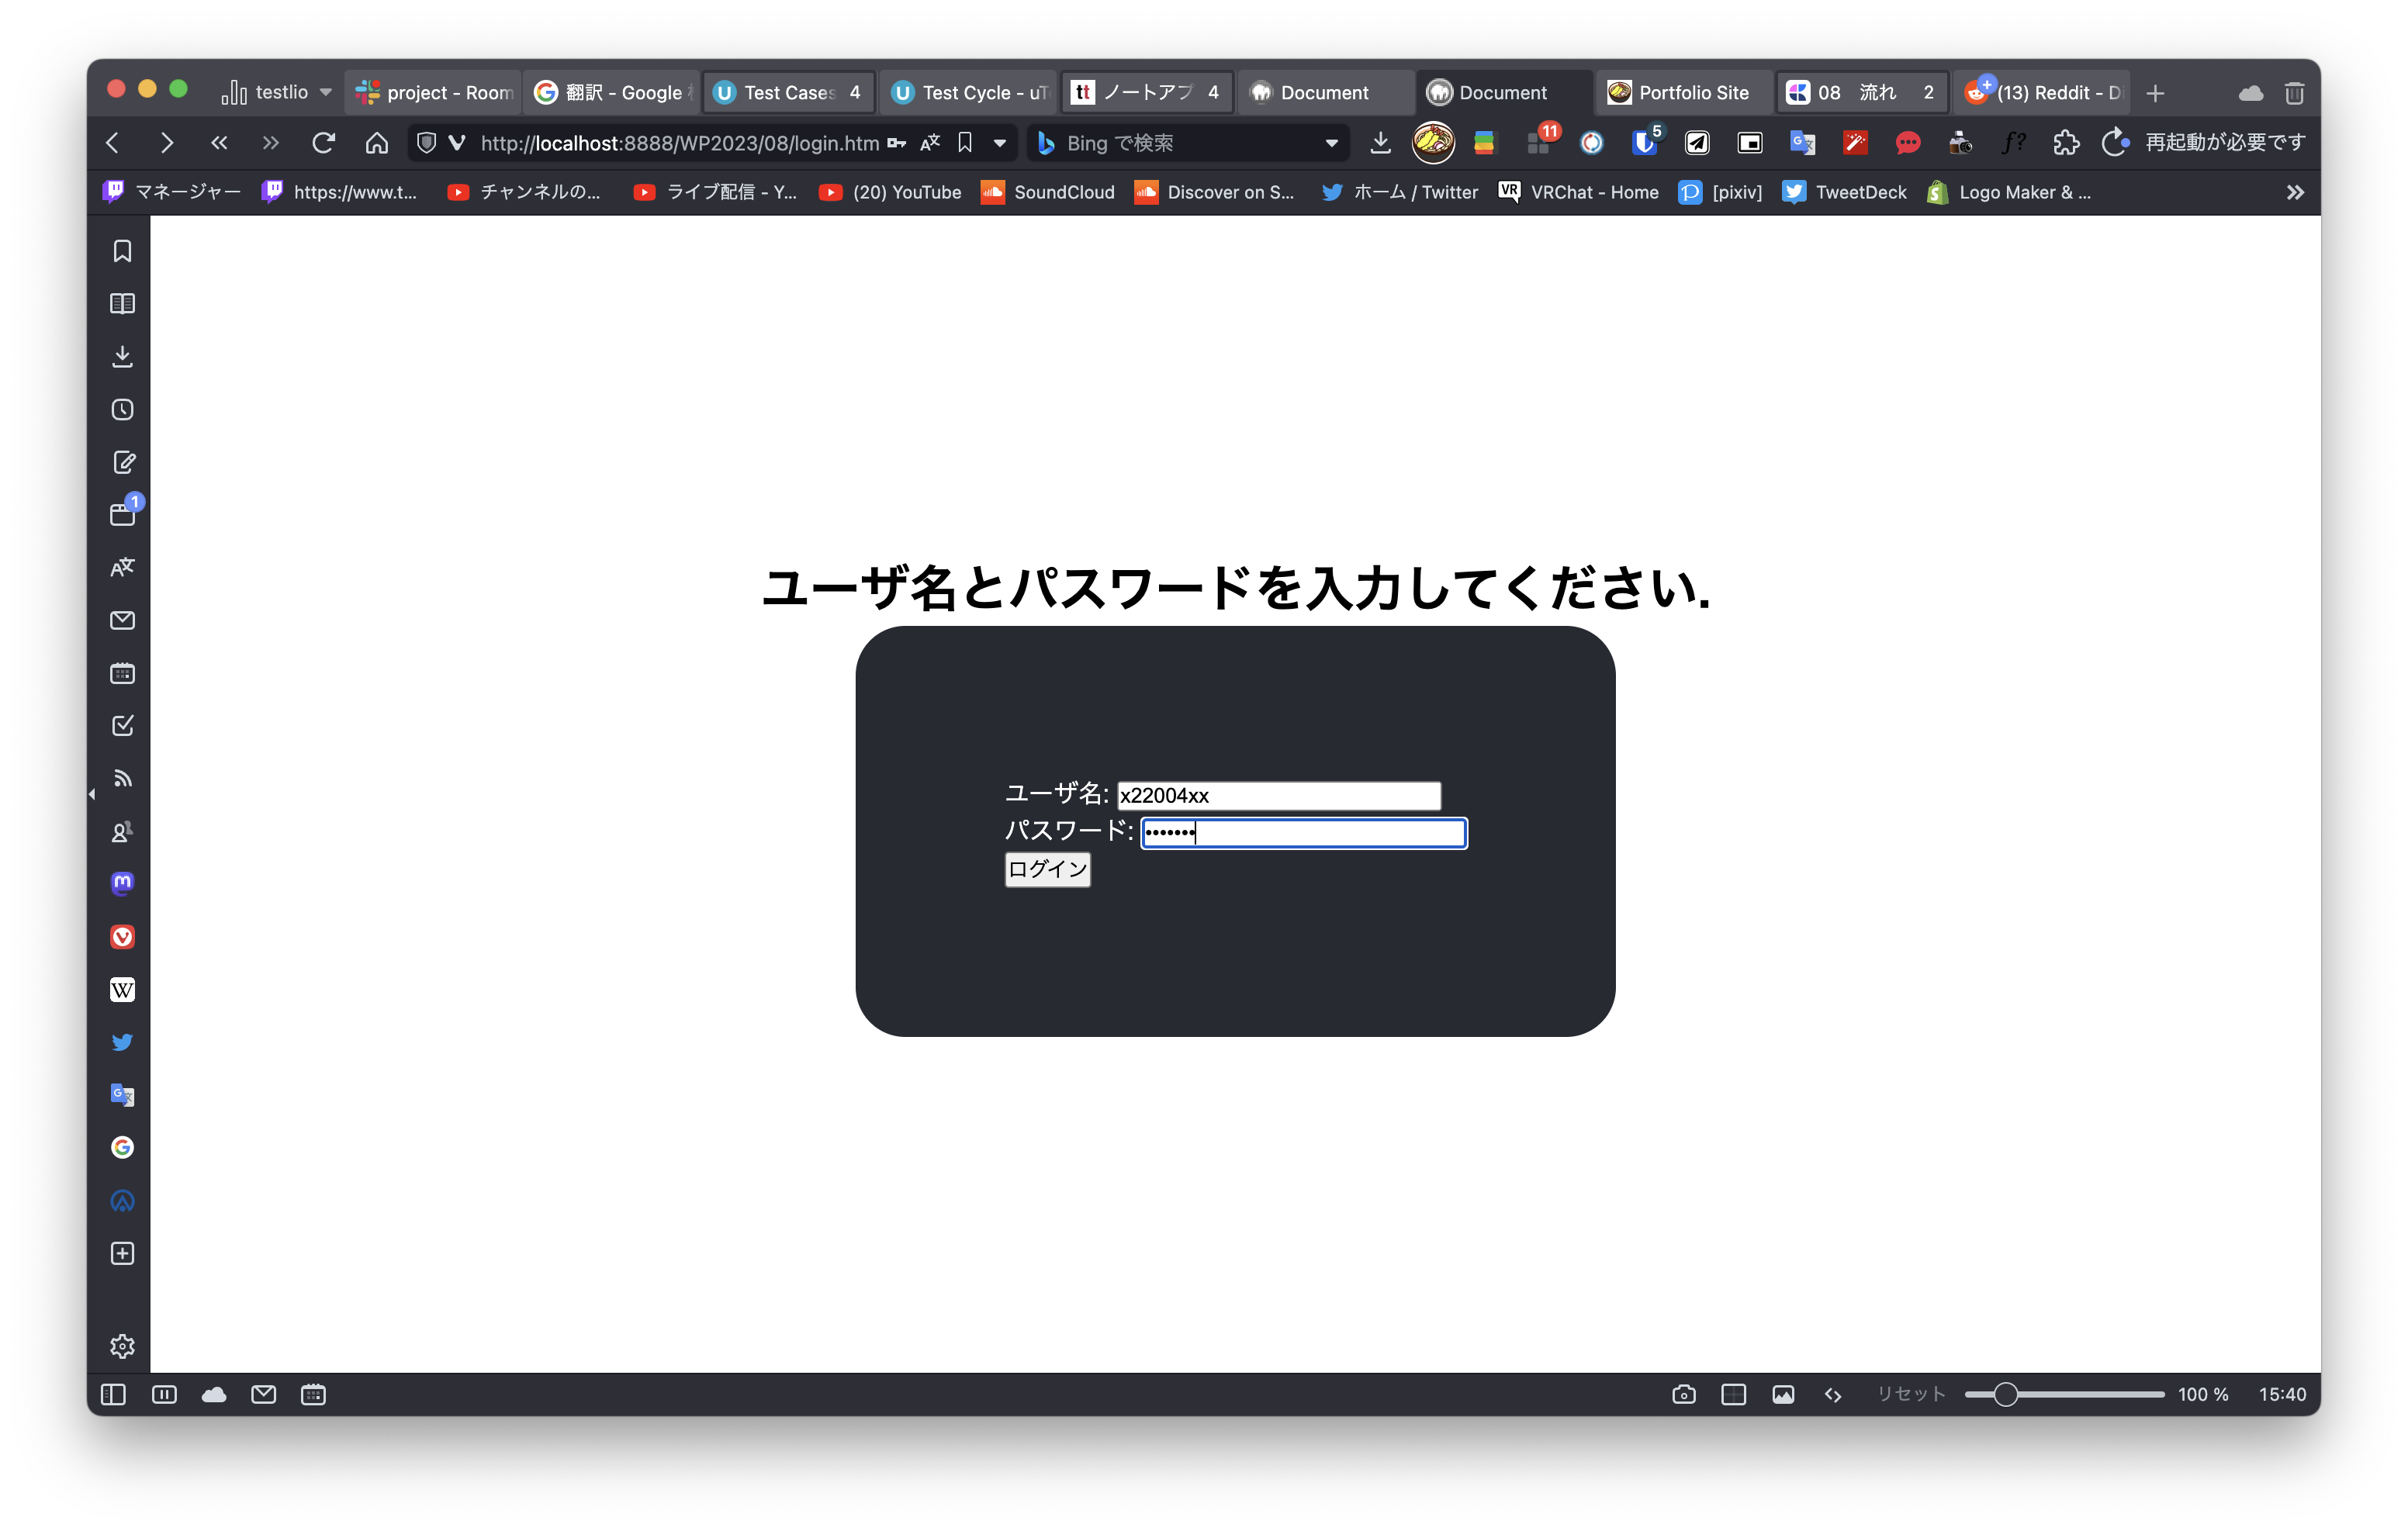 testlio
project - Room
翻訳 - Google
Test Cases 4
Test Cycle - uT
tt ノートアプ 4
Document
Document
Portfolio Site
08 流れ 2
(13) Reddit - Di
http://localhost:8888/WP2023/08/login.htm
Bing で検索
11
5
f?
再起動が必要です
マネージャー
https://www.t...
チャンネルの...
ライブ配信 - Y...
(20) YouTube
SoundCloud
Discover on S...
ホーム / Twitter
VR
VRChat - Home
[pixiv]
TweetDeck
Logo Maker & ...
1
ユーザ名とパスワードを入力してください.
ユーザ名: x22004xx
パスワード: •••••••
ログイン
W
リセット
100 %
15:40